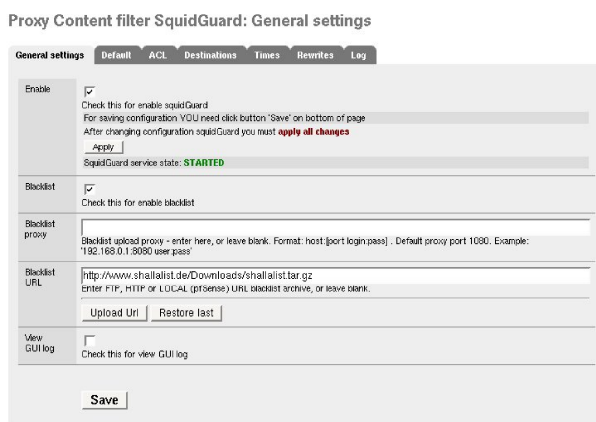 Proxy Content filter SquidGuard: General settings
General settings Default ACL Destinations Times Rewrites Log
Enable
Check this for enable squidGuard
For saving configuration YOU need click button 'Save' on bottom of page
After changing configuration squidGuard you must apply all changes
Apply
SquidGuard service state: STARTED
Blacklist
Check this for enable blacklist
Blacklist
proxy
Blacklist upload proxy - enter here, or leave blank. Format: host:[port login:pass] . Default proxy port 1080. Example:
'192.168.0.1:8080 user:pass'
Blacklist
URL
http://www.shallalist.de/Downloads/shallalist.tar.gz
Enter FTP, HTTP or LOCAL (pfSense) URL blacklist archive, or leave blank.
Upload Url Restore last
View
GUI log
Check this for view GUI log
Save